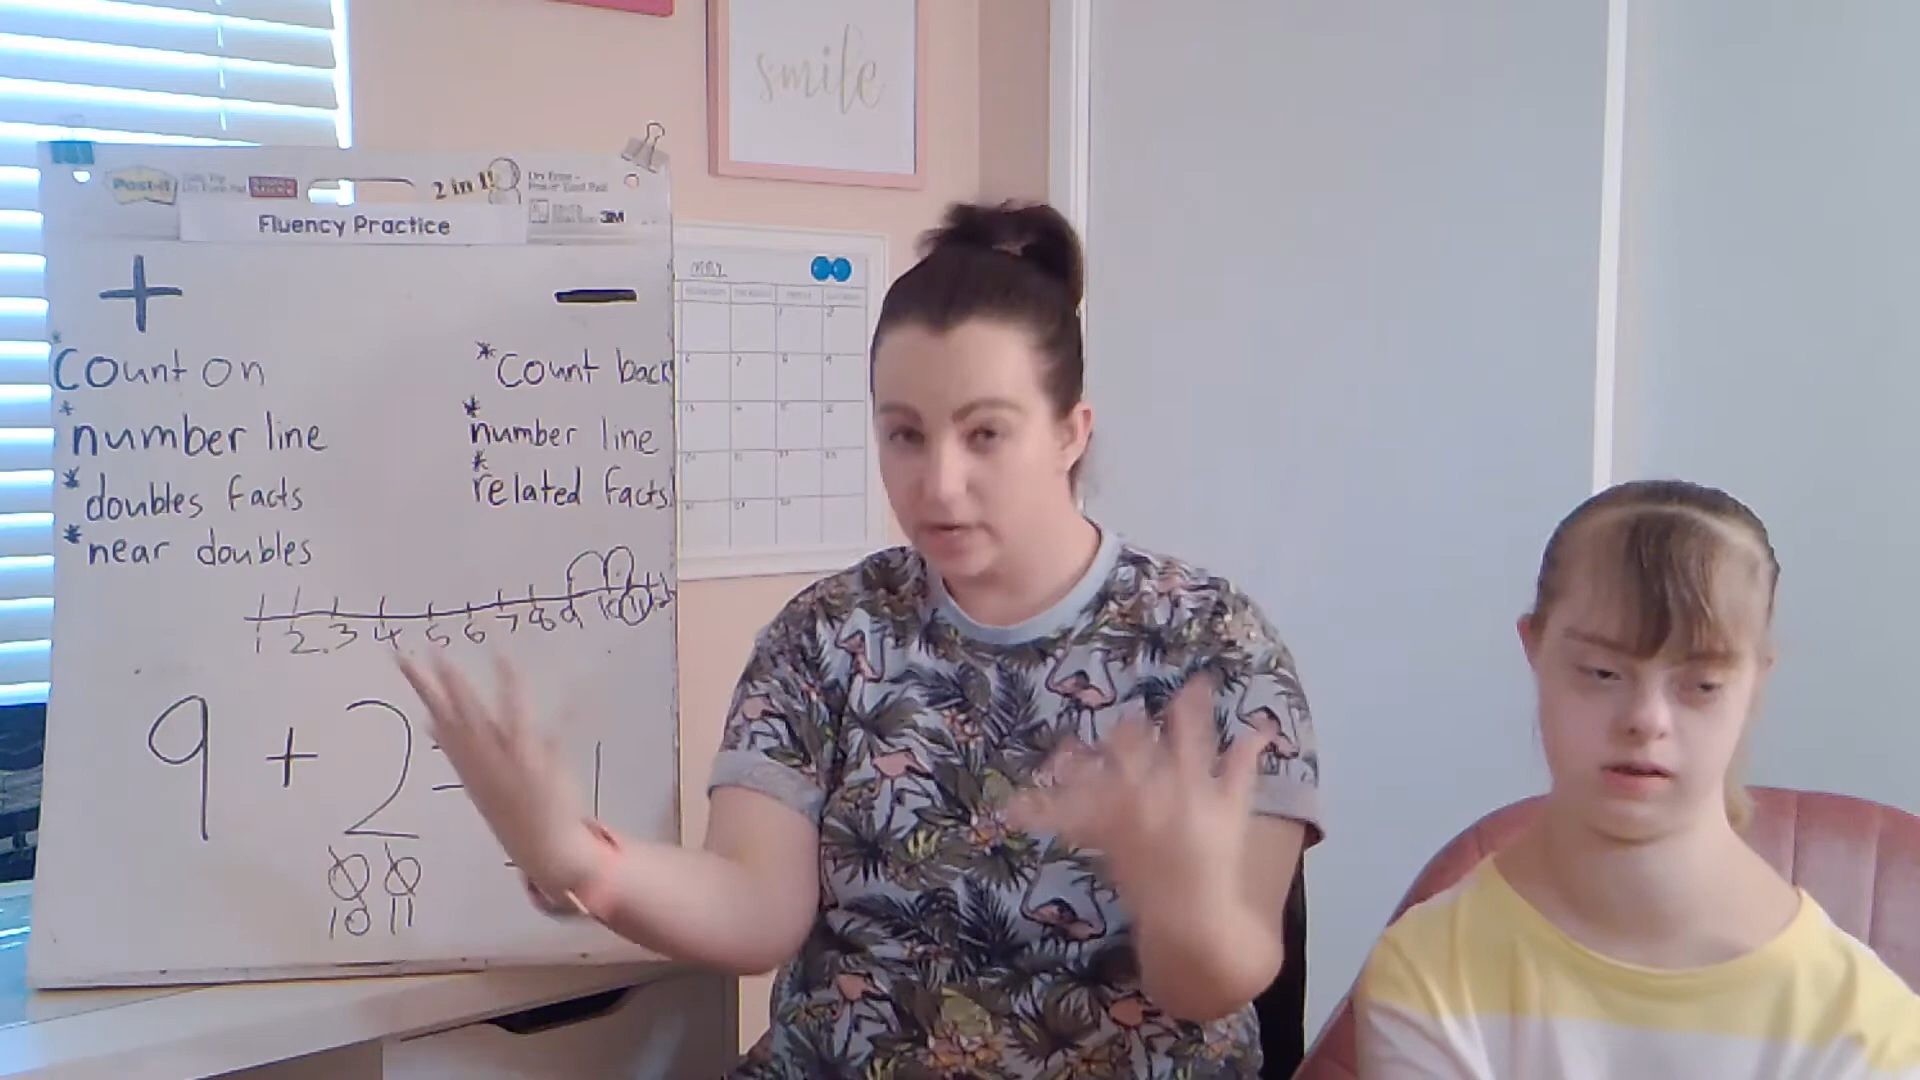 smile
Post-it
2 in 1!
3M
Fluency Practice
+
-
*Count on
*Count back
*number line
*number line
*doubles facts
*related facts
*near doubles
1 2 3 4 5 6 7 8 9 10 11 12
9 + 2 =
10 11